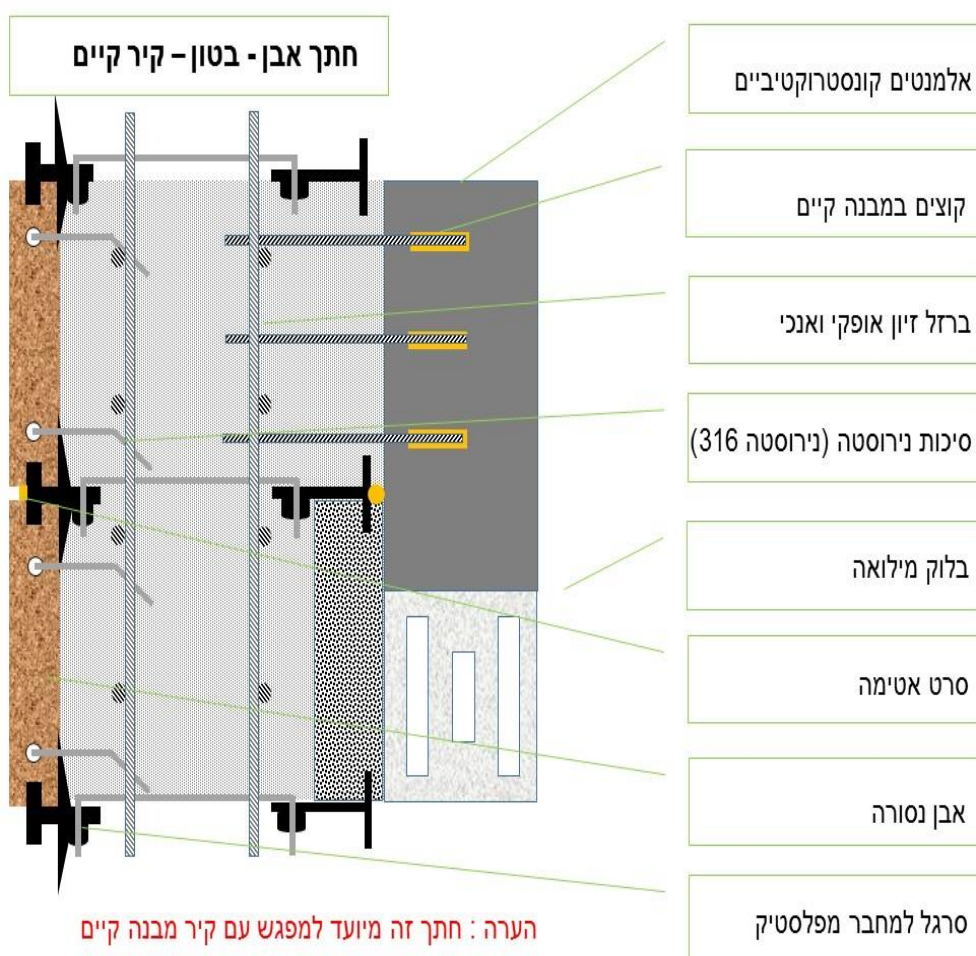 חתך אבן - בטון – קיר קיים
אלמנטים קונסטרוקטיביים
קוצים במבנה קיים
ברזל זיון אופקי ואנכי
סיכות נירוסטה (נירוסטה 316)
בלוק מילואה
סרט אטימה
אבן נסורה
סרגל למחבר מפלסטיק
הערה : חתך זה מיועד למפגש עם קיר מבנה קיים